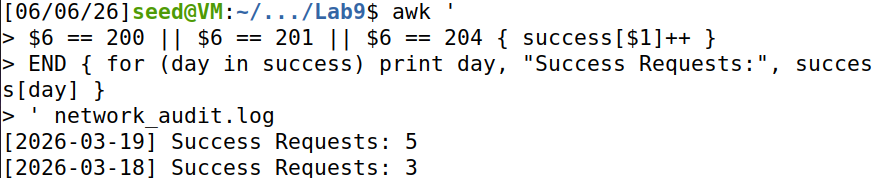 [06/06/26]seed@VM:~/.../Lab9$ awk '
> $6 == 200 || $6 == 201 || $6 == 204 { success[$1]++ }
> END { for (day in success) print day, "Success Requests:", succes
s[day] }
> ' network_audit.log
[2026-03-19] Success Requests: 5
[2026-03-18] Success Requests: 3